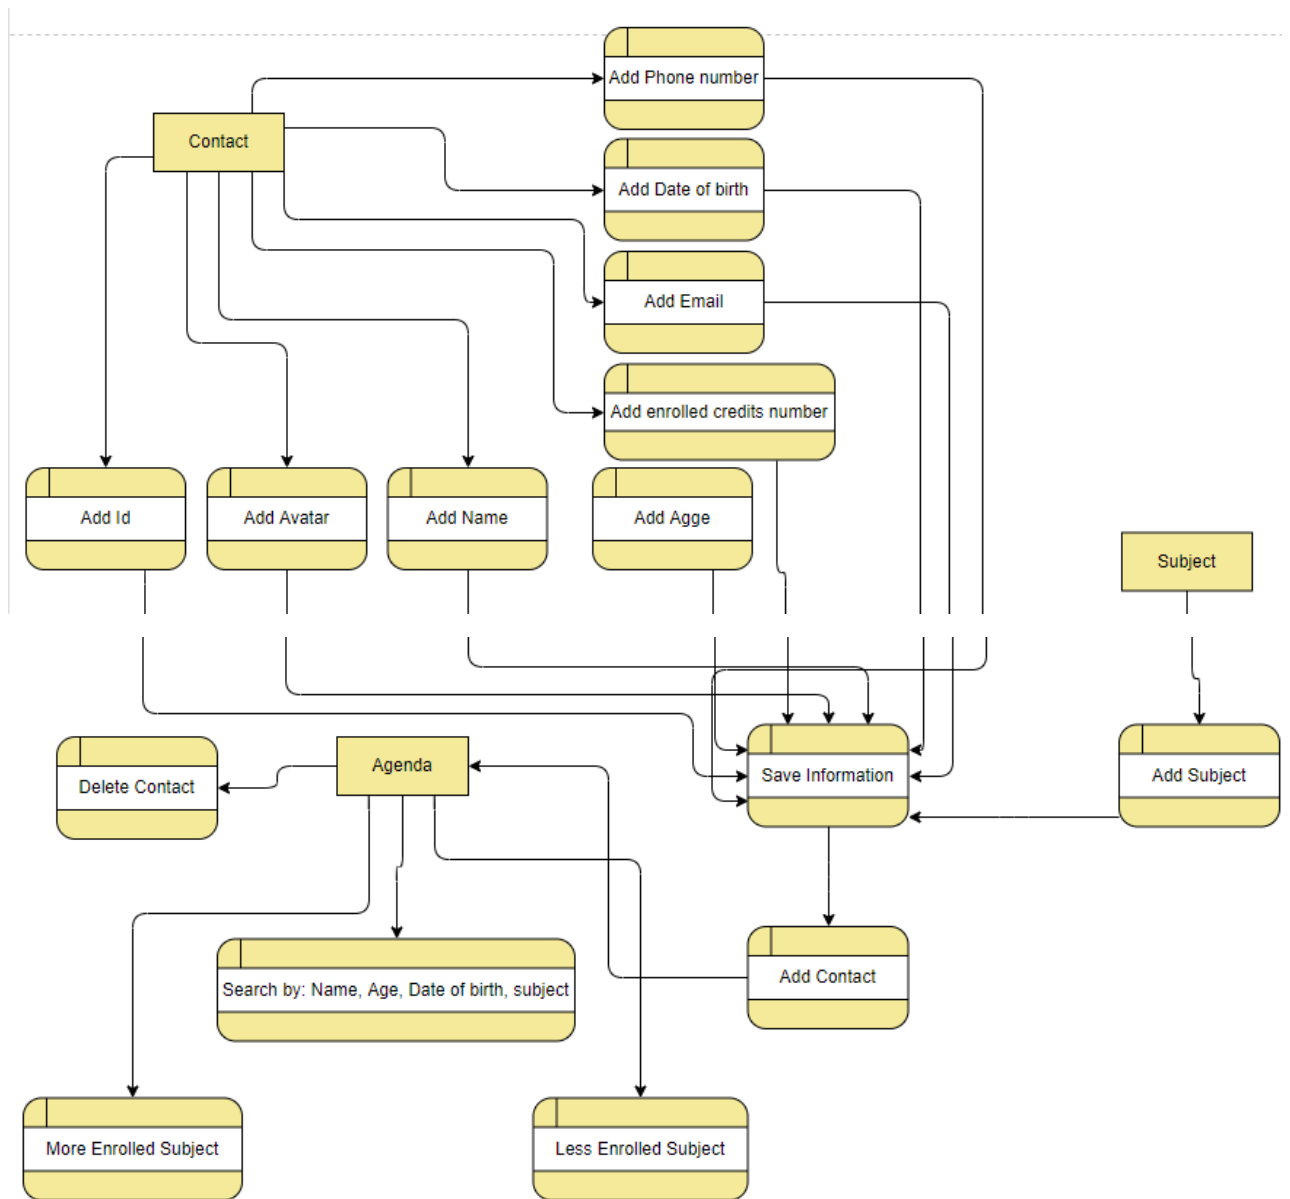 Add Phone number
Contact
Add Date of birth
Add Email
Add enrolled credits number
Add Id
Add Avatar
Add Name
Add Agge
Subject
Agenda
Delete Contact
Save Information
Add Subject
Search by: Name, Age, Date of birth, subject
Add Contact
More Enrolled Subject
Less Enrolled Subject